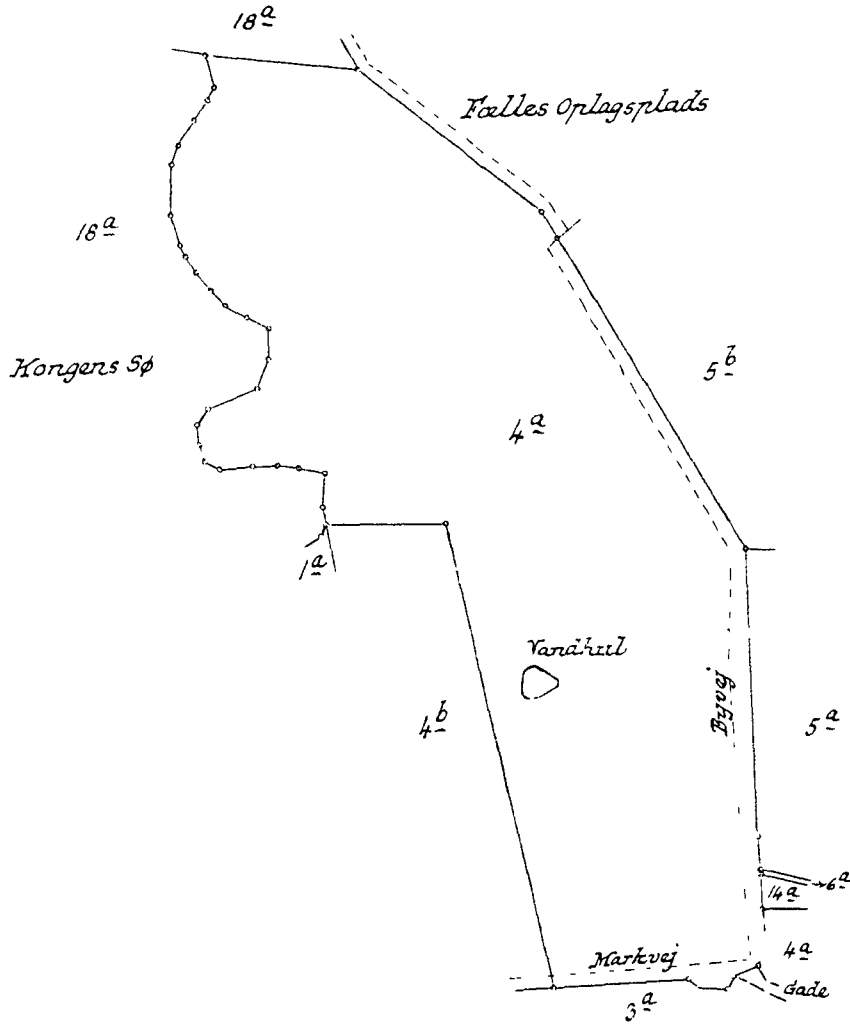 18a
Fælles Oplagsplads
18a
Kongens Sø
5b
4a
1a
Vandhul
Byvej
4b
5a
6a
14a
4a
Markvej
Gade
3a